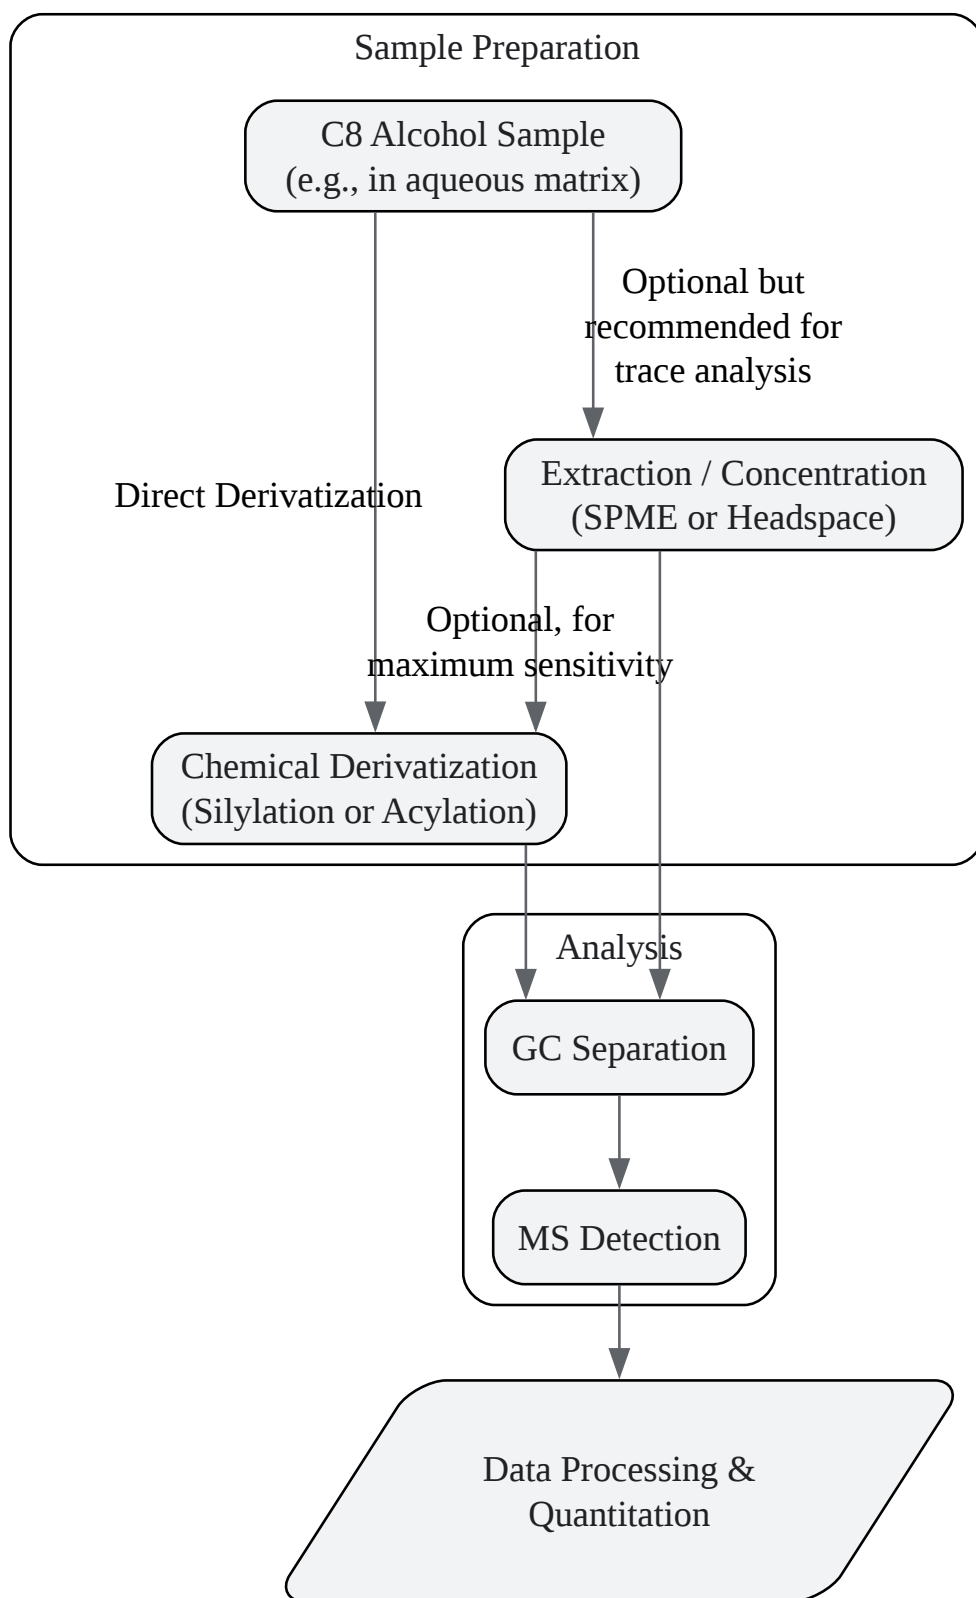 Sample Preparation
C8 Alcohol Sample
(e.g., in aqueous matrix)
Optional but
recommended for
trace analysis
Extraction / Concentration
(SPME or Headspace)
Direct Derivatization
Optional, for
maximum sensitivity
Chemical Derivatization
(Silylation or Acylation)
Analysis
GC Separation
MS Detection
Data Processing &
Quantitation